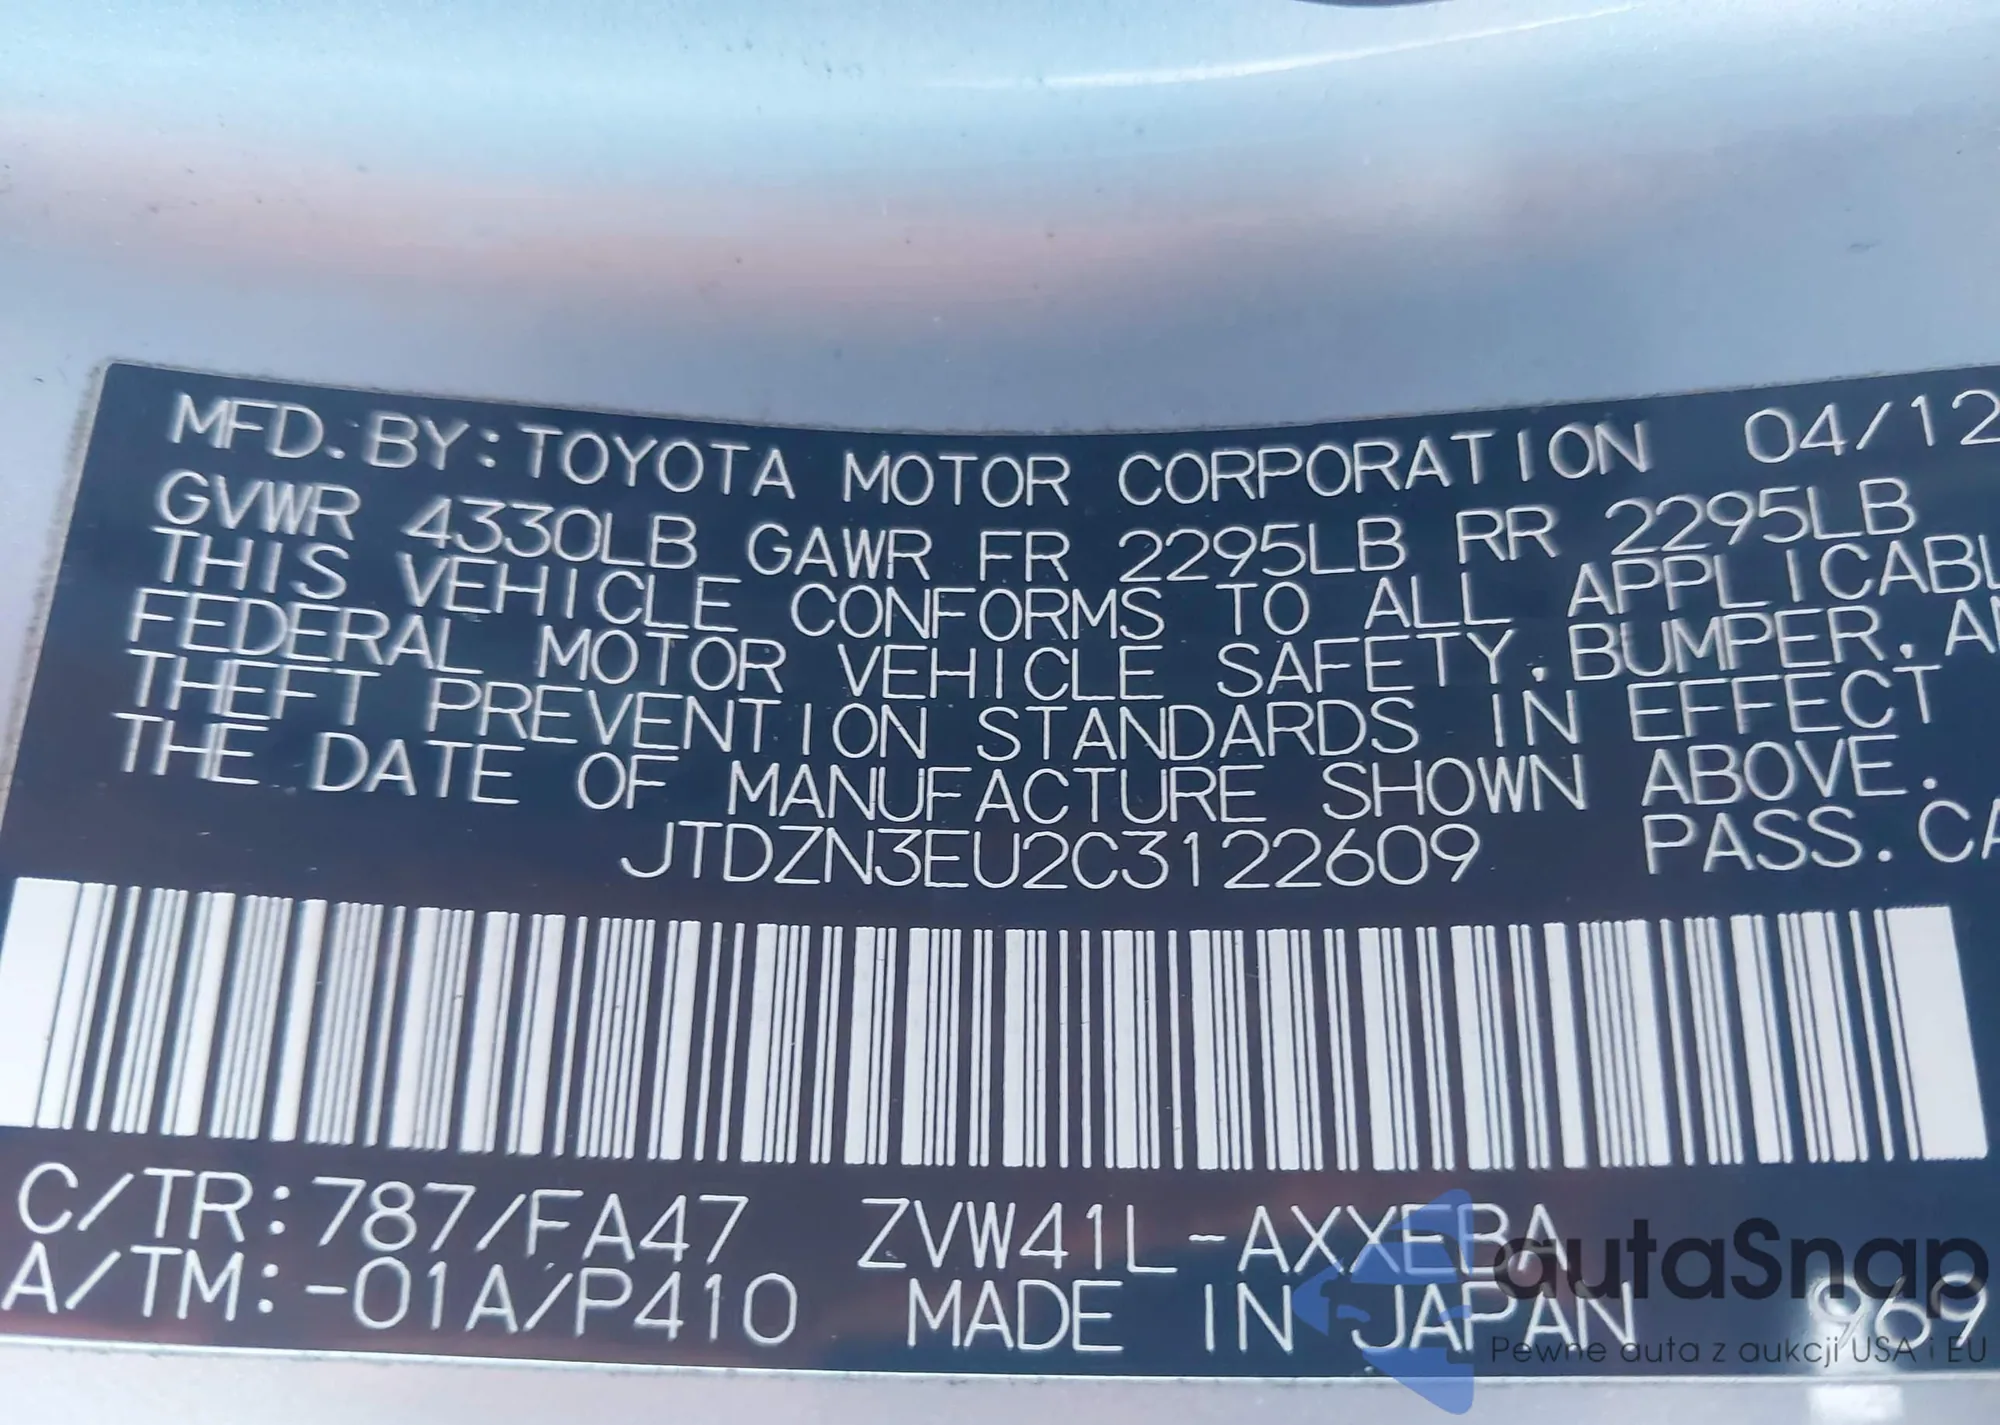 MFD. BY: TOYOTA MOTOR CORPORATION 04/12
GVWR 4330LB GAWR FR 2295LB RR 2295LB
THIS VEHICLE CONFORMS TO ALL APPLICABL
FEDERAL MOTOR VEHICLE SAFETY, BUMPER, AN
THEFT PREVENTION STANDARDS IN EFFECT
THE DATE OF MANUFACTURE SHOWN ABOVE.
JTDZN3EU2C3122609 PASS. CA
C/TR: 787/FA47 ZVW41L-AXXEBA
A/TM: -01A/P410 MADE IN JAPAN 969
autaSnap
Pewne auta z aukcji USA i EU